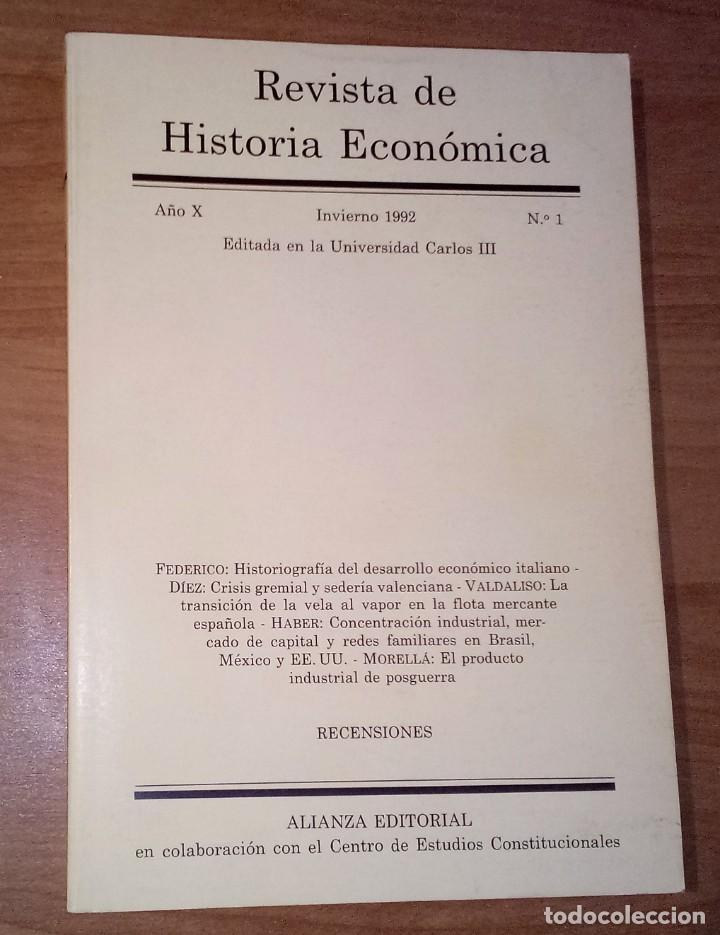 Revista de
Historia Económica
Año X Invierno 1992 N.º 1
Editada en la Universidad Carlos III
FEDERICO: Historiografía del desarrollo económico italiano -
DÍEZ: Crisis gremial y sedería valenciana - VALDALISO: La
transición de la vela al vapor en la flota mercante
española - HABER: Concentración industrial, mer-
cado de capital y redes familiares en Brasil,
México y EE. UU. - MORELLÁ: El producto
industrial de posguerra
RECENSIONES
ALIANZA EDITORIAL
en colaboración con el Centro de Estudios Constitucionales
todocoleccion